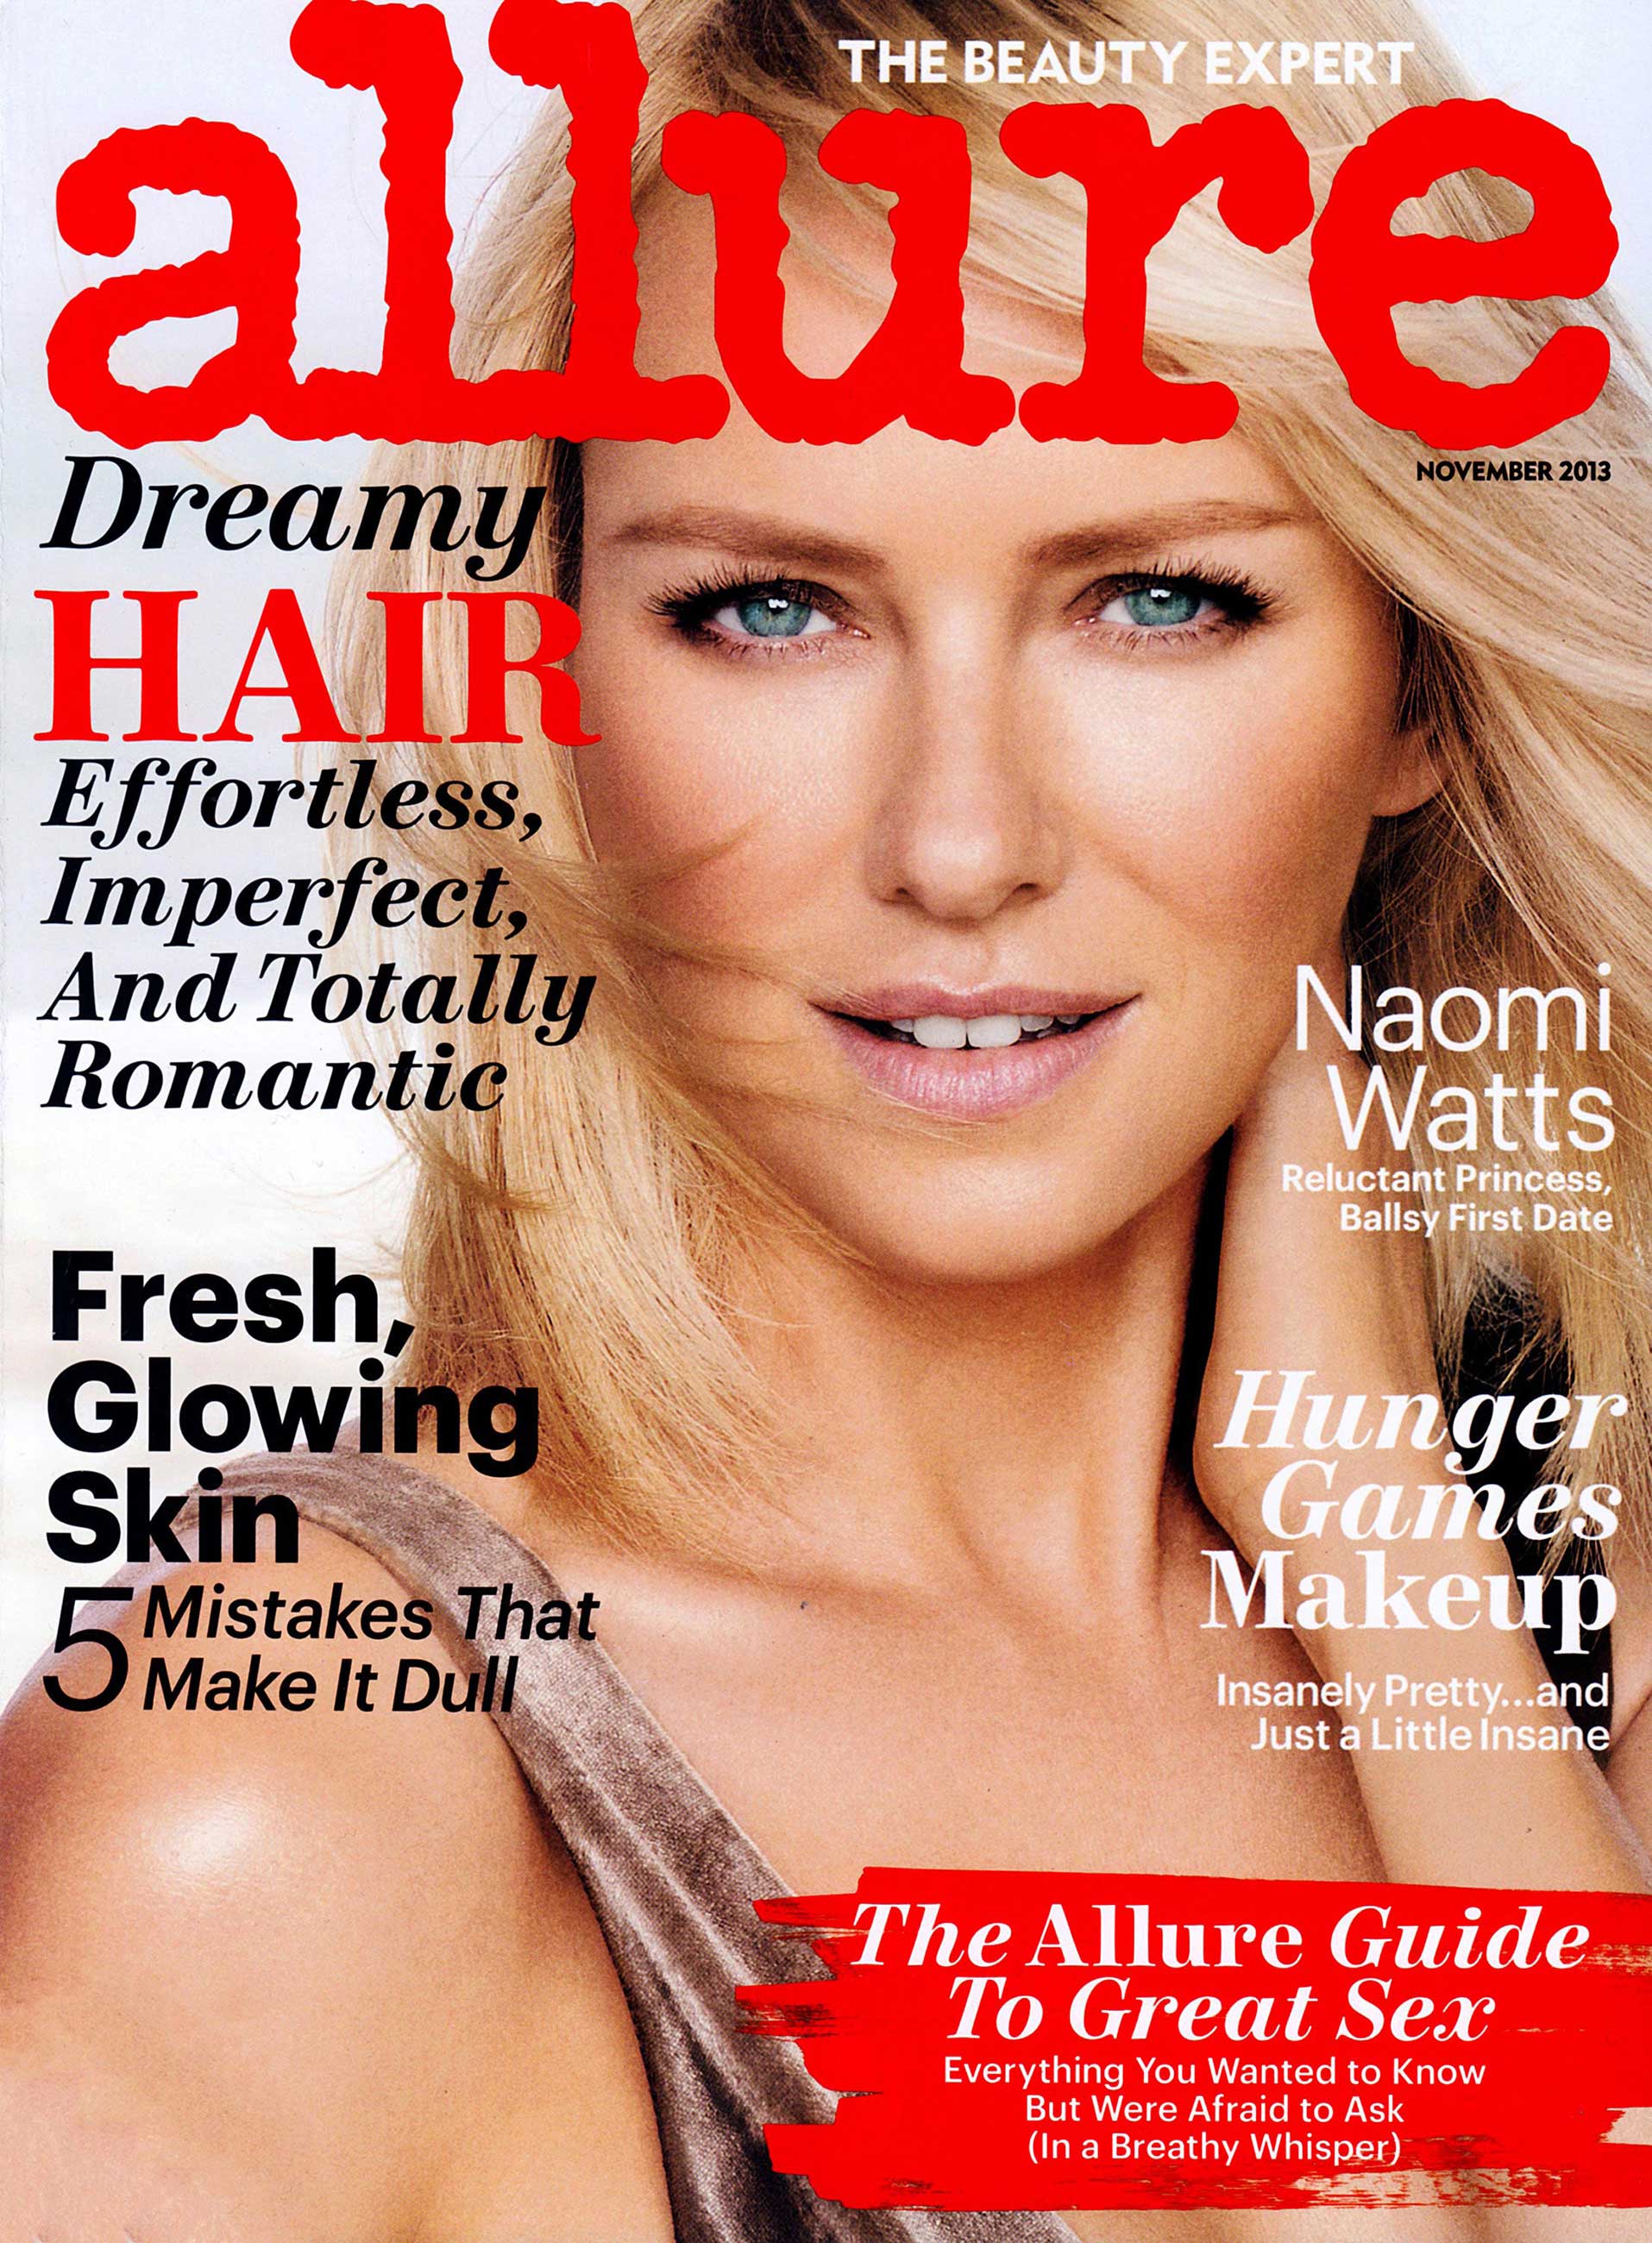 THE BEAUTY EXPERT
allure
NOVEMBER 2013
Dreamy
HAIR
Effortless,
Imperfect,
And Totally
Romantic
Naomi
Watts
Reluctant Princess,
Ballsy First Date
Fresh,
Glowing
Skin
5 Mistakes That
Make It Dull
Hunger
Games
Makeup
Insanely Pretty...and
Just a Little Insane
The Allure Guide
To Great Sex
Everything You Wanted to Know
But Were Afraid to Ask
(In a Breathy Whisper)